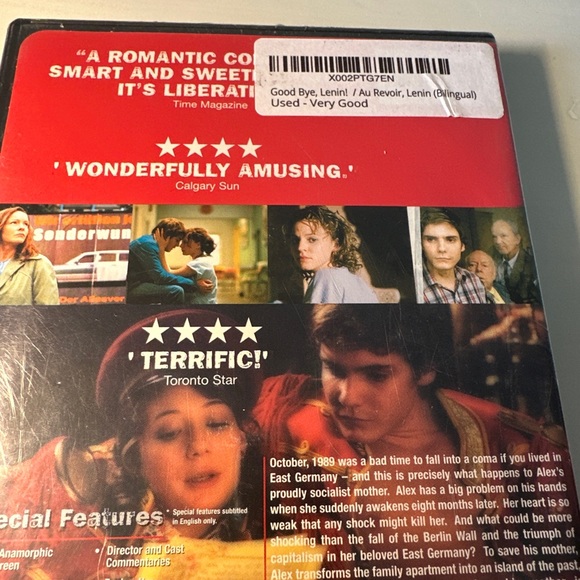 “A ROMANTIC
SMART AND
IT'S
Time Magazine
X002PTG7EN
Good Bye, Lenin! / Au Revoir, Lenin (Bilingual)
Used - Very Good
★★★★
' WONDERFULLY AMUSING.'
Calgary Sun
Sonderwun
Der Allesver
★★★★
' TERRIFIC!'
Toronto Star
October, 1989 was a bad time to fall into a coma if you lived in
East Germany – and this is precisely what happens to Alex's
proudly socialist mother. Alex has a big problem on his hands
when she suddenly awakens eight months later. Her heart is so
weak that any shock might kill her. And what could be more
shocking than the fall of the Berlin Wall and the triumph of
capitalism in her beloved East Germany? To save his mother,
Alex transforms the family apartment into an island of the past,
ecial Features
* Special features subtitled
in English only.
Anamorphic
reen
• Director and Cast
Commentaries